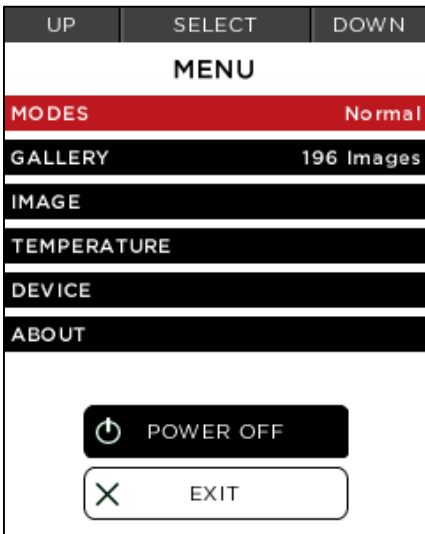 UP SELECT DOWN
MENU
MODES Normal
GALLERY 196 Images
IMAGE
TEMPERATURE
DEVICE
ABOUT
POWER OFF
EXIT